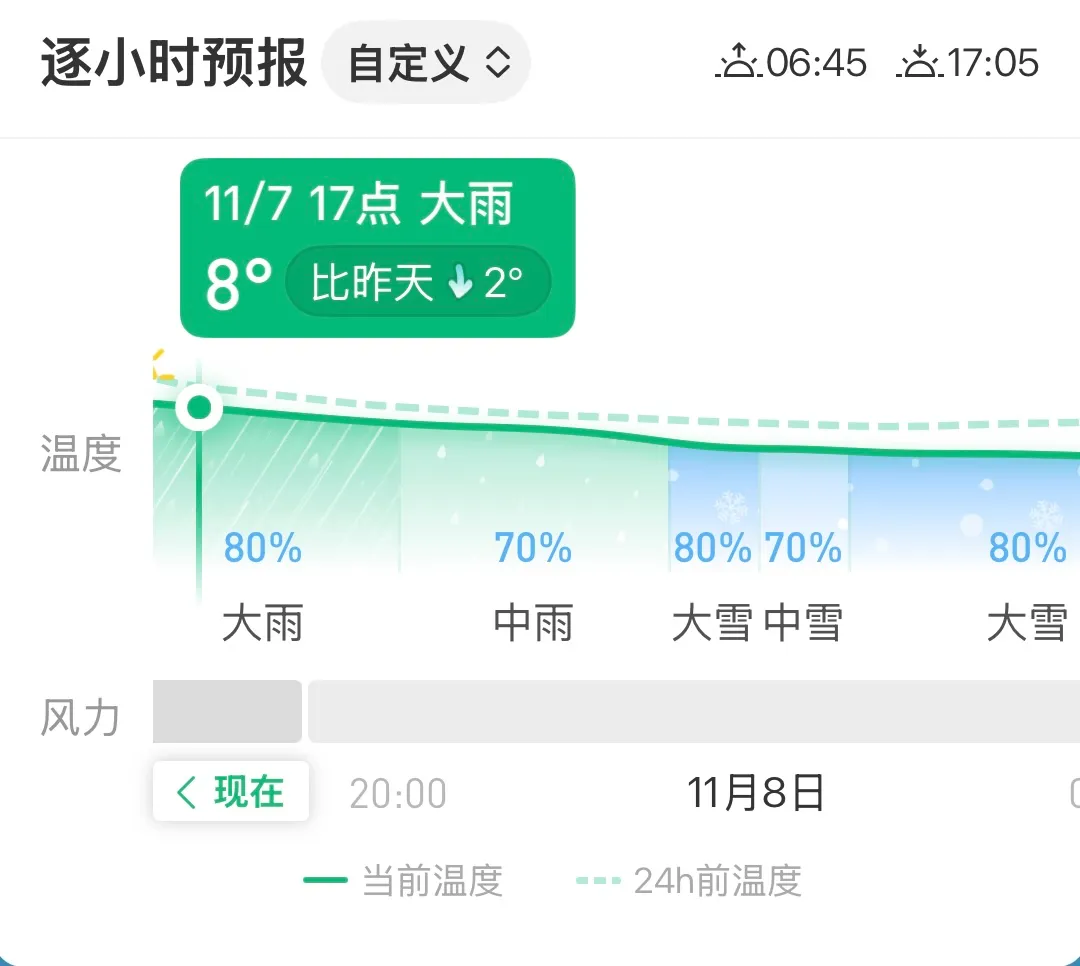 逐小时预报 自定义 06:45 17:05
11/7 17点 大雨
8° 比昨天 2°
温度
80% 70% 80% 70% 80%
大雨 中雨 大雪 中雪 大雪
风力
现在 20:00 11月8日
当前温度 24h前温度